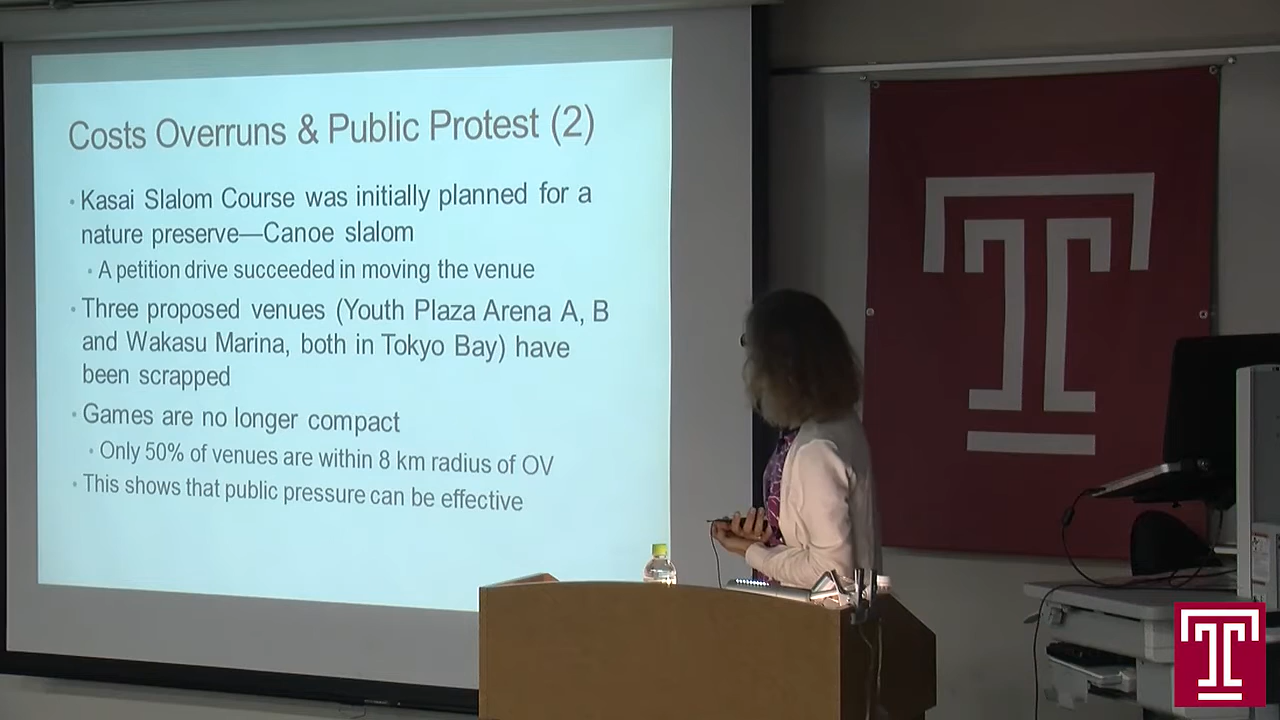 Costs Overruns & Public Protest (2)
• Kasai Slalom Course was initially planned for a
nature preserve—Canoe slalom
• A petition drive succeeded in moving the venue
• Three proposed venues (Youth Plaza Arena A, B
and Wakasu Marina, both in Tokyo Bay) have
been scrapped
• Games are no longer compact
• Only 50% of venues are within 8 km radius of OV
• This shows that public pressure can be effective
T
T